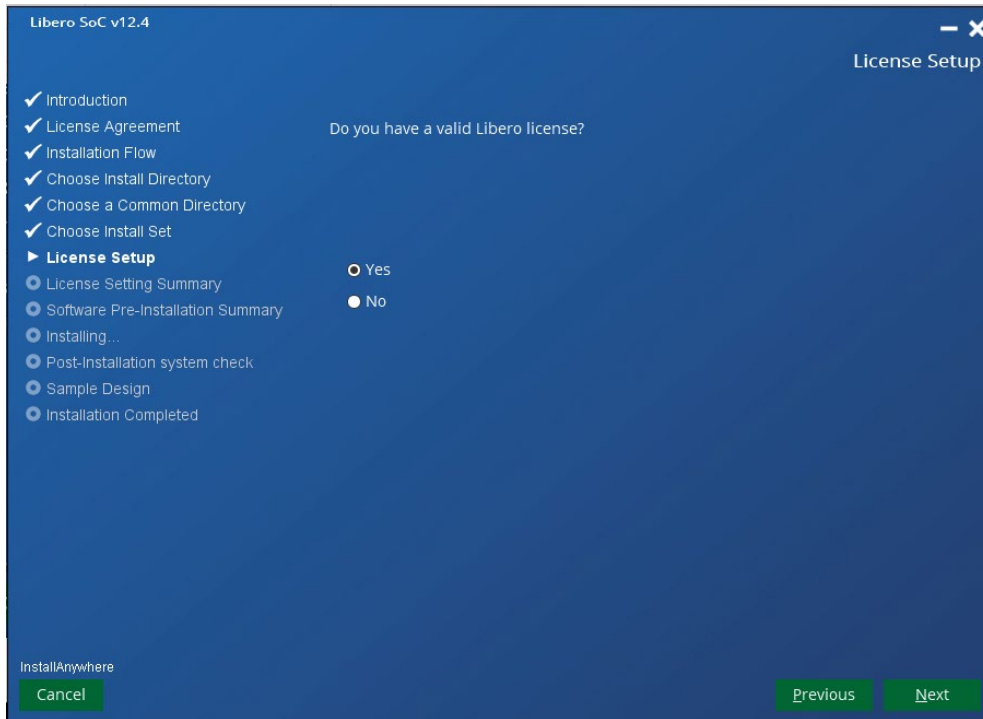 Libero SoC v12.4
License Setup
Introduction
License Agreement
Installation Flow
Choose Install Directory
Choose a Common Directory
Choose Install Set
License Setup
License Setting Summary
Software Pre-Installation Summary
Installing...
Post-Installation system check
Sample Design
Installation Completed
Do you have a valid Libero license?
Yes
No
InstallAnywhere
Cancel
Previous
Next